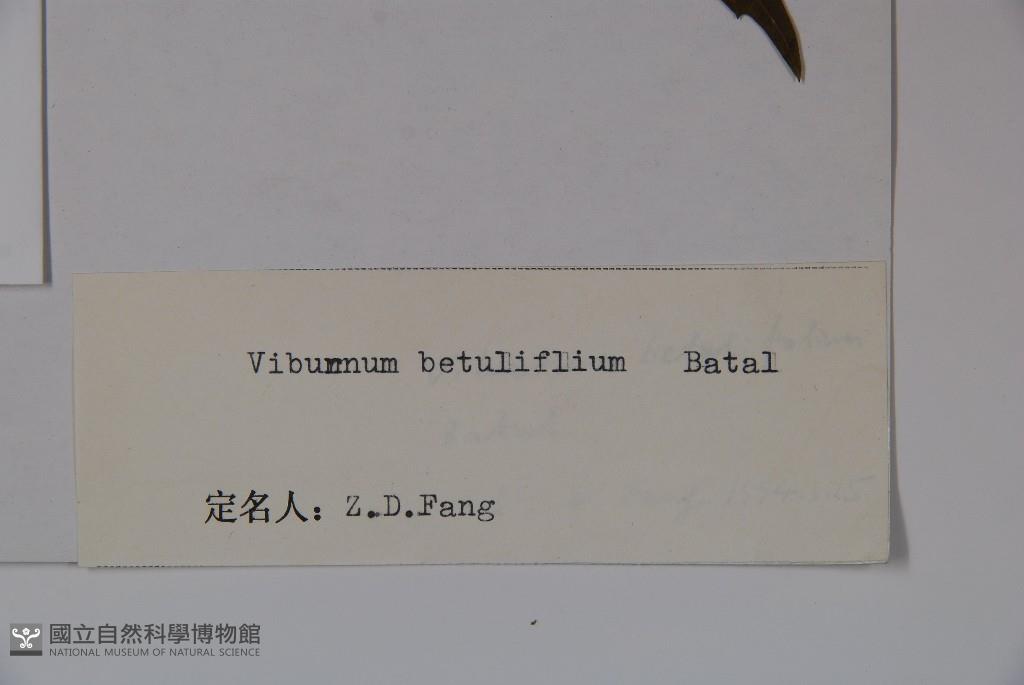 Viburnum betuliflium Batal
定名人：Z.D.Fang
國立自然科學博物館
NATIONAL MUSEUM OF NATURAL SCIENCE